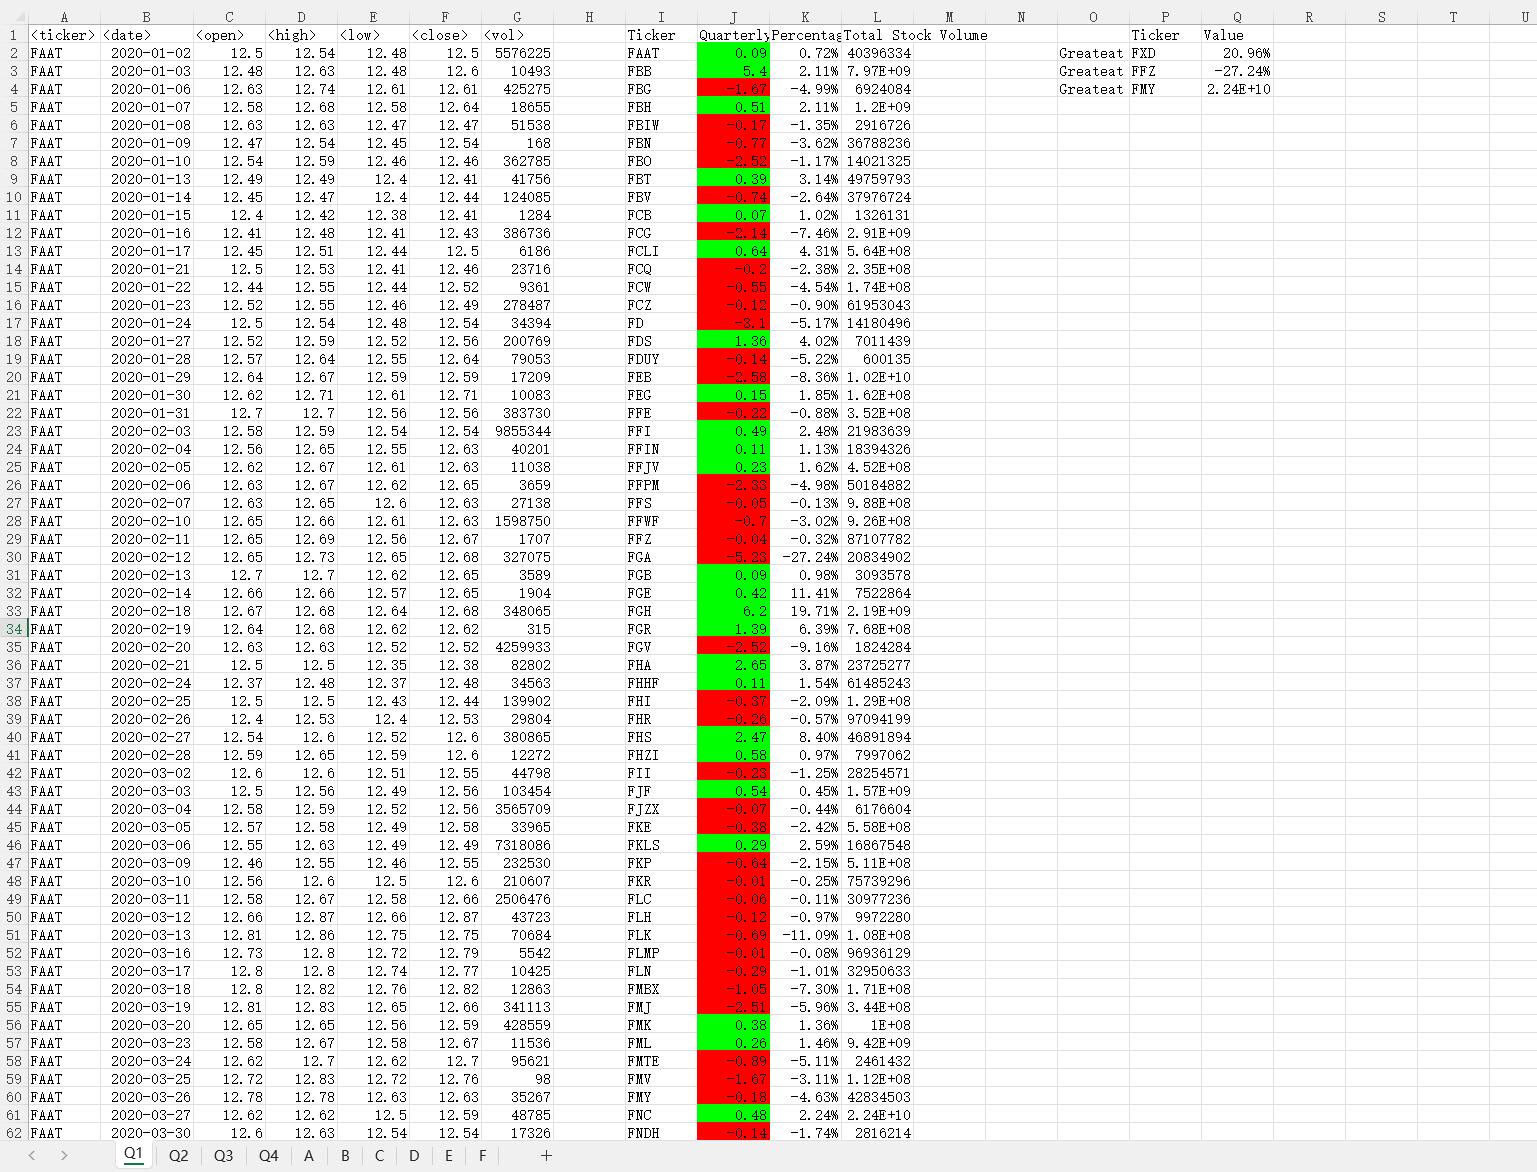 A B C D E F G H I J K L M N O P Q R S T U
1 <ticker> <date> <open> <high> <low> <close> <vol> Ticker Quarterly Percentag Total Stock Volume Ticker Value
2 FAAT 2020-01-02 12.5 12.54 12.48 12.5 5576225 FAAT 0.09 0.72% 40396334 Greateat FXD 20.96%
3 FAAT 2020-01-03 12.48 12.63 12.48 12.6 10493 FBB 5.4 2.11% 7.97E+09 Greateat FFZ -27.24%
4 FAAT 2020-01-06 12.63 12.74 12.61 12.61 425275 FBG -1.67 -4.99% 6924084 Greateat FMY 2.24E+10
5 FAAT 2020-01-07 12.58 12.68 12.58 12.64 18655 FBH 0.51 2.11% 1.2E+09
6 FAAT 2020-01-08 12.63 12.63 12.47 12.47 51538 FBIW -0.17 -1.35% 2916726
7 FAAT 2020-01-09 12.47 12.54 12.45 12.54 168 FBN -0.77 -3.62% 36788236
8 FAAT 2020-01-10 12.54 12.59 12.46 12.46 362785 FBO -2.52 -1.17% 14021325
9 FAAT 2020-01-13 12.49 12.49 12.4 12.41 41756 FBT 0.39 3.14% 49759793
10 FAAT 2020-01-14 12.45 12.47 12.4 12.44 124085 FBV -0.74 -2.64% 37976724
11 FAAT 2020-01-15 12.4 12.42 12.38 12.41 1284 FCB 0.07 1.02% 1326131
12 FAAT 2020-01-16 12.41 12.48 12.41 12.43 386736 FCG -2.14 -7.46% 2.91E+09
13 FAAT 2020-01-17 12.45 12.51 12.44 12.5 6186 FCLI 0.64 4.31% 5.64E+08
14 FAAT 2020-01-21 12.5 12.53 12.41 12.46 23716 FCQ -0.2 -2.38% 2.35E+08
15 FAAT 2020-01-22 12.44 12.55 12.44 12.52 9361 FCW -0.55 -4.54% 1.74E+08
16 FAAT 2020-01-23 12.52 12.55 12.46 12.49 278487 FCZ -0.12 -0.90% 61953043
17 FAAT 2020-01-24 12.5 12.54 12.48 12.54 34394 FD -3.1 -5.17% 14180496
18 FAAT 2020-01-27 12.52 12.59 12.52 12.56 200769 FDS 1.36 4.02% 7011439
19 FAAT 2020-01-28 12.57 12.64 12.55 12.64 79053 FDUY -0.14 -5.22% 600135
20 FAAT 2020-01-29 12.64 12.67 12.59 12.59 17209 FEB -2.58 -8.36% 1.02E+10
21 FAAT 2020-01-30 12.62 12.71 12.61 12.71 10083 FEG 0.15 1.85% 1.62E+08
22 FAAT 2020-01-31 12.7 12.7 12.56 12.56 383730 FFE -0.22 -0.88% 3.52E+08
23 FAAT 2020-02-03 12.58 12.59 12.54 12.54 9855344 FFI 0.49 2.48% 21983639
24 FAAT 2020-02-04 12.56 12.65 12.55 12.63 40201 FFIN 0.11 1.13% 18394326
25 FAAT 2020-02-05 12.62 12.67 12.61 12.63 11038 FFJV 0.23 1.62% 4.52E+08
26 FAAT 2020-02-06 12.63 12.67 12.62 12.65 3659 FFPM -2.33 -4.98% 50184882
27 FAAT 2020-02-07 12.63 12.65 12.6 12.63 27138 FFS -0.05 -0.13% 9.88E+08
28 FAAT 2020-02-10 12.65 12.66 12.61 12.63 1598750 FFWF -0.7 -3.02% 9.26E+08
29 FAAT 2020-02-11 12.65 12.69 12.56 12.67 1707 FFZ -0.04 -0.32% 87107782
30 FAAT 2020-02-12 12.65 12.73 12.65 12.68 327075 FGA -5.23 -27.24% 20834902
31 FAAT 2020-02-13 12.7 12.7 12.62 12.65 3589 FGB 0.09 0.98% 3093578
32 FAAT 2020-02-14 12.66 12.66 12.57 12.65 1904 FGE 0.42 11.41% 7522864
33 FAAT 2020-02-18 12.67 12.68 12.64 12.68 348065 FGH 6.2 19.71% 2.19E+09
34 FAAT 2020-02-19 12.64 12.68 12.62 12.62 315 FGR 1.39 6.39% 7.68E+08
35 FAAT 2020-02-20 12.63 12.63 12.52 12.52 4259933 FGV -2.52 -9.16% 1824284
36 FAAT 2020-02-21 12.5 12.5 12.35 12.38 82802 FHA 2.65 3.87% 23725277
37 FAAT 2020-02-24 12.37 12.48 12.37 12.48 34563 FHHF 0.11 1.54% 61485243
38 FAAT 2020-02-25 12.5 12.5 12.43 12.44 139902 FHI -0.37 -2.09% 1.29E+08
39 FAAT 2020-02-26 12.4 12.53 12.4 12.53 29804 FHR -0.26 -0.57% 97094199
40 FAAT 2020-02-27 12.54 12.6 12.52 12.6 380865 FHS 2.47 8.40% 46891894
41 FAAT 2020-02-28 12.59 12.65 12.59 12.6 12272 FHZI 0.58 0.97% 7997062
42 FAAT 2020-03-02 12.6 12.6 12.51 12.55 44798 FII -0.23 -1.25% 28254571
43 FAAT 2020-03-03 12.5 12.56 12.49 12.56 103454 FJF 0.54 0.45% 1.57E+09
44 FAAT 2020-03-04 12.58 12.59 12.52 12.56 3565709 FJZX -0.07 -0.44% 6176604
45 FAAT 2020-03-05 12.57 12.58 12.49 12.58 33965 FKE -0.38 -2.42% 5.58E+08
46 FAAT 2020-03-06 12.55 12.63 12.49 12.49 7318086 FKLS 0.29 2.59% 16867548
47 FAAT 2020-03-09 12.46 12.55 12.46 12.55 232530 FKP -0.64 -2.15% 5.11E+08
48 FAAT 2020-03-10 12.56 12.6 12.5 12.6 210607 FKR -0.01 -0.25% 75739296
49 FAAT 2020-03-11 12.58 12.67 12.58 12.66 2506476 FLC -0.06 -0.11% 30977236
50 FAAT 2020-03-12 12.66 12.87 12.66 12.87 43723 FLH -0.12 -0.97% 9972280
51 FAAT 2020-03-13 12.81 12.86 12.75 12.75 70684 FLK -0.69 -11.09% 1.08E+08
52 FAAT 2020-03-16 12.73 12.8 12.72 12.79 5542 FLMP -0.01 -0.08% 96936129
53 FAAT 2020-03-17 12.8 12.8 12.74 12.77 10425 FLN -0.29 -1.01% 32950633
54 FAAT 2020-03-18 12.8 12.82 12.76 12.82 12863 FMBX -1.05 -7.30% 1.71E+08
55 FAAT 2020-03-19 12.81 12.83 12.65 12.66 341113 FMJ -2.51 -5.96% 3.44E+08
56 FAAT 2020-03-20 12.65 12.65 12.56 12.59 428559 FMK 0.38 1.36% 1E+08
57 FAAT 2020-03-23 12.58 12.67 12.58 12.67 11536 FML 0.26 1.46% 9.42E+09
58 FAAT 2020-03-24 12.62 12.7 12.62 12.7 95621 FMTE -0.89 -5.11% 2461432
59 FAAT 2020-03-25 12.72 12.83 12.72 12.76 98 FMV -1.67 -3.11% 1.12E+08
60 FAAT 2020-03-26 12.78 12.78 12.63 12.63 35267 FMY -0.18 -4.63% 42834503
61 FAAT 2020-03-27 12.62 12.62 12.5 12.59 48785 FNC 0.48 2.24% 2.24E+10
62 FAAT 2020-03-30 12.6 12.63 12.54 12.54 17326 FNDH -0.14 -1.74% 2816214
Q1 Q2 Q3 Q4 A B C D E F +